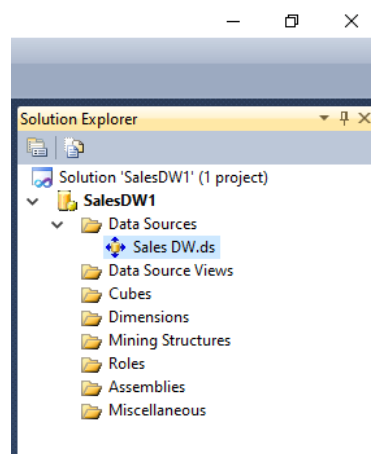 Solution Explorer
Solution 'SalesDW1' (1 project)
SalesDW1
Data Sources
Sales DW.ds
Data Source Views
Cubes
Dimensions
Mining Structures
Roles
Assemblies
Miscellaneous